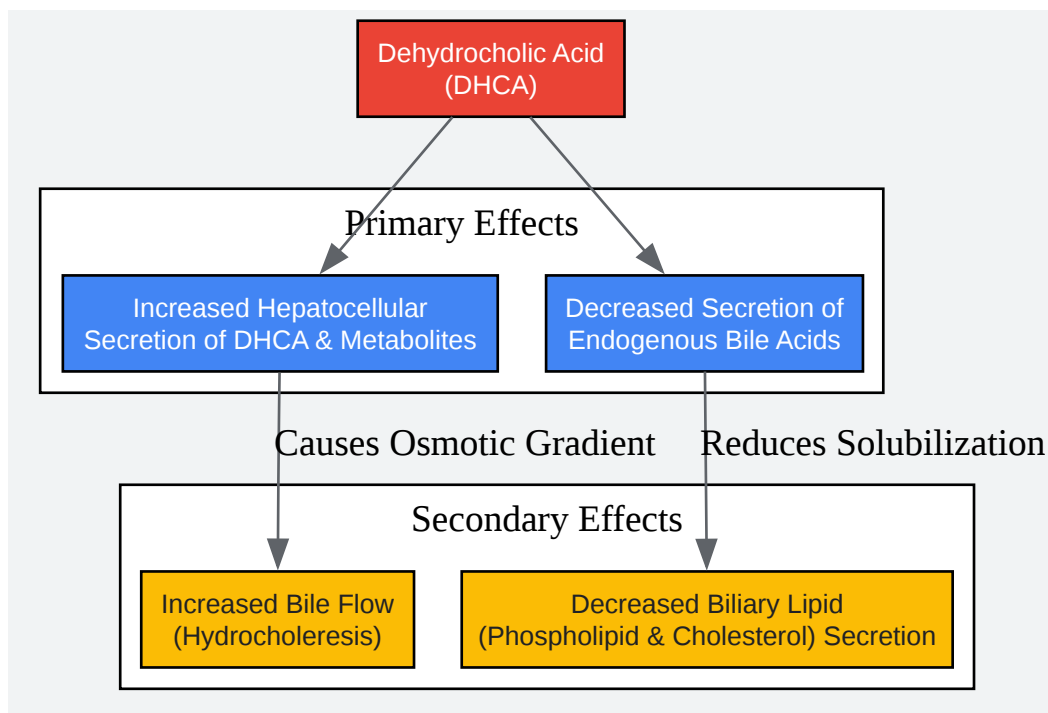 Dehydrocholic Acid
(DHCA)
Primary Effects
Increased Hepatocellular
Secretion of DHCA & Metabolites
Decreased Secretion of
Endogenous Bile Acids
Causes Osmotic Gradient
Reduces Solubilization
Secondary Effects
Increased Bile Flow
(Hydrocholeresis)
Decreased Biliary Lipid
(Phospholipid & Cholesterol) Secretion